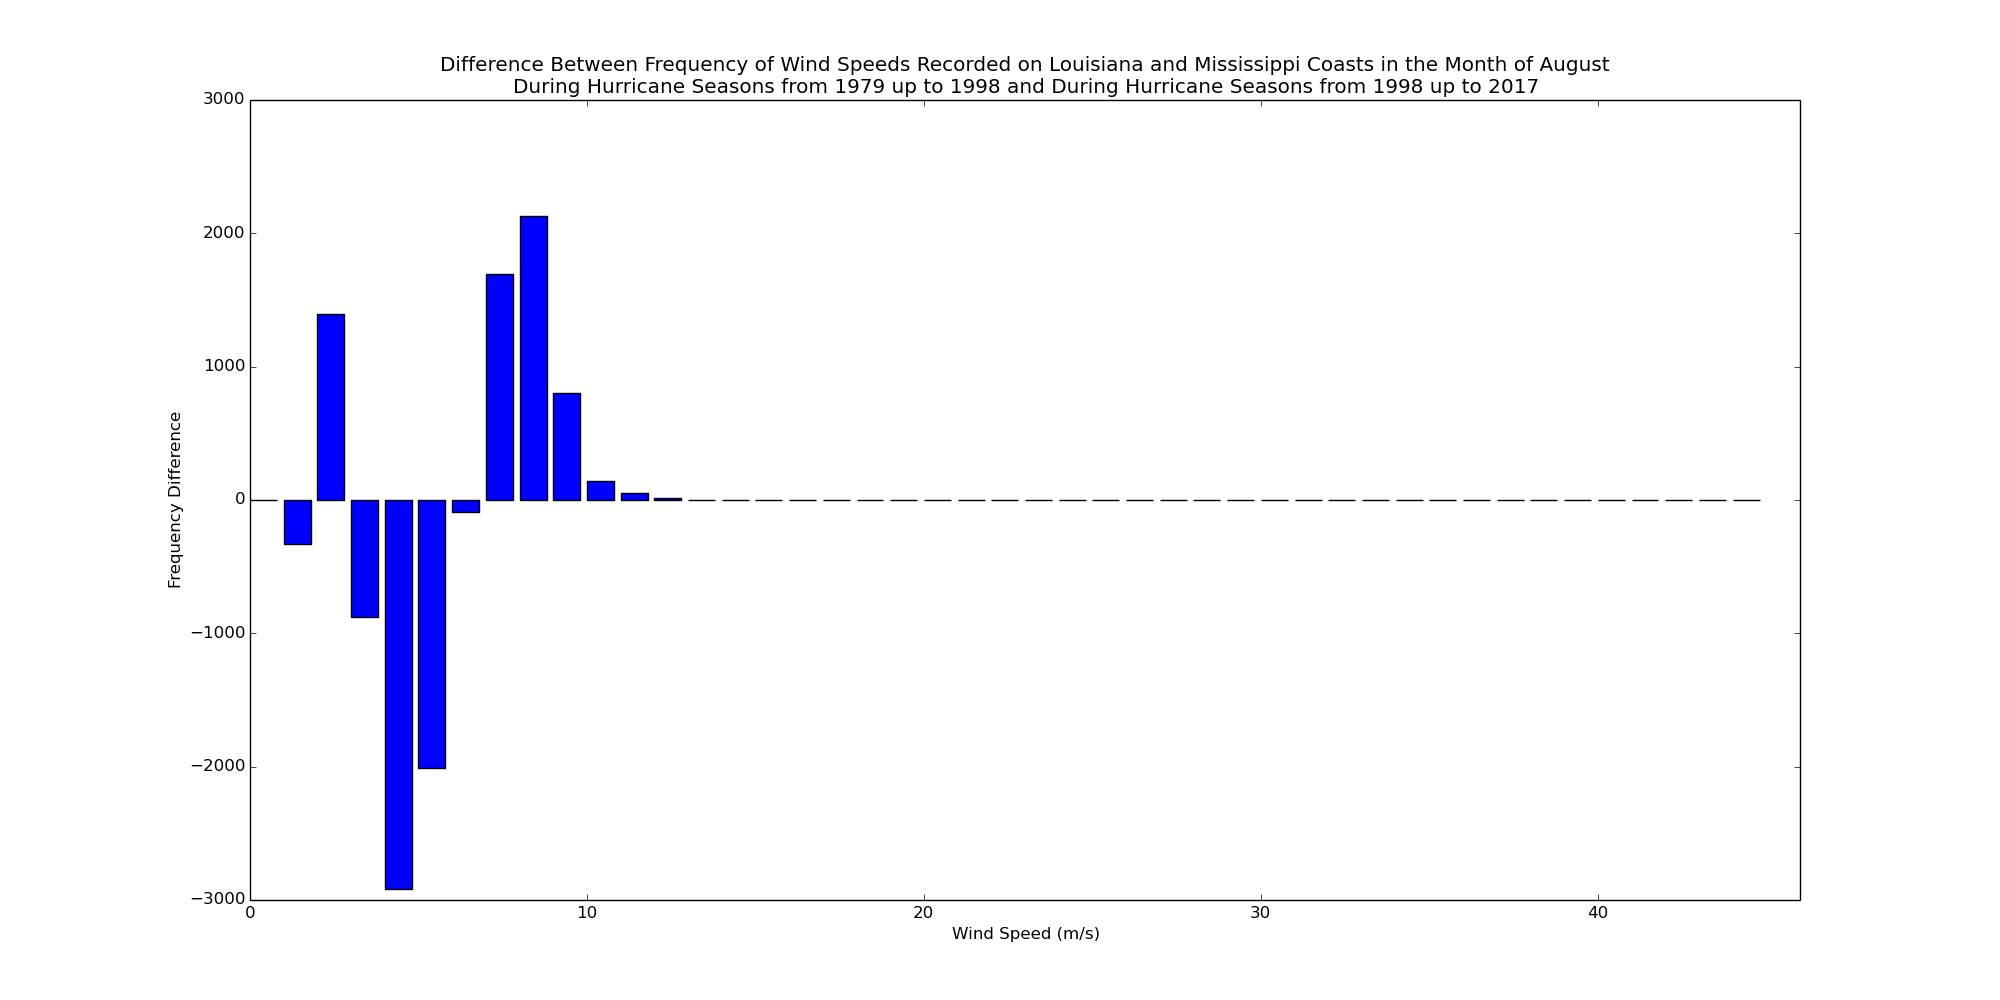 Difference Between Frequency of Wind Speeds Recorded on Louisiana and Mississippi Coasts in the Month of August
During Hurricane Seasons from 1979 up to 1998 and During Hurricane Seasons from 1998 up to 2017
3000
2000
1000
0
−1000
−2000
−3000
Frequency Difference
0 10 20 30 40
Wind Speed (m/s)